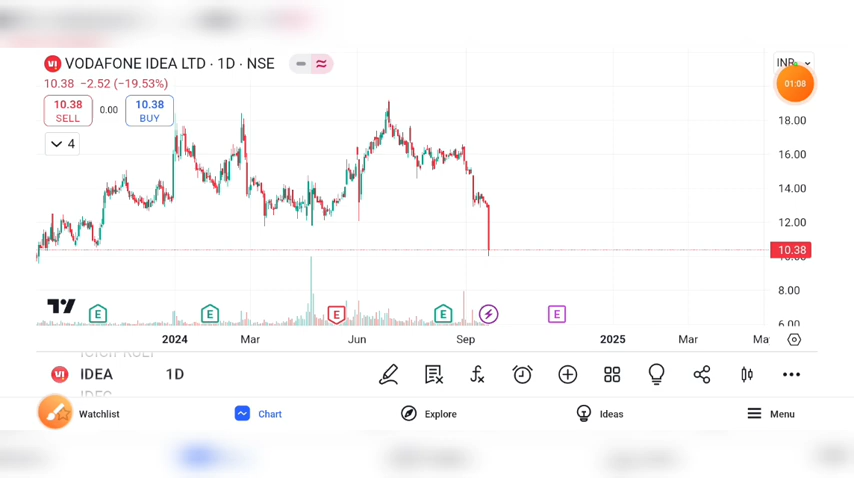 VODAFONE IDEA LTD · 1D · NSE
INR
10.38 −2.52 (−19.53%)
01:08
10.38
SELL
0.00
10.38
BUY
4
18.00
16.00
14.00
12.00
10.38
8.00
6.00
E
E
E
E
E
2024
Mar
Jun
Sep
2025
Mar
IDEA
1D
Watchlist
Chart
Explore
Ideas
Menu